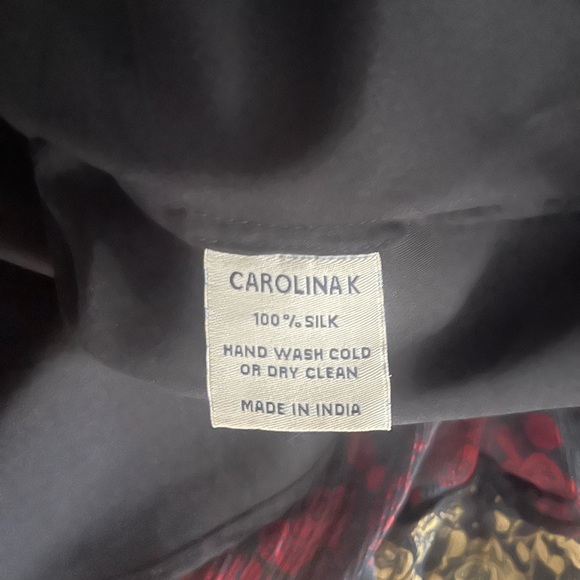 CAROLINA K
100% SILK
HAND WASH COLD
OR DRY CLEAN
MADE IN INDIA